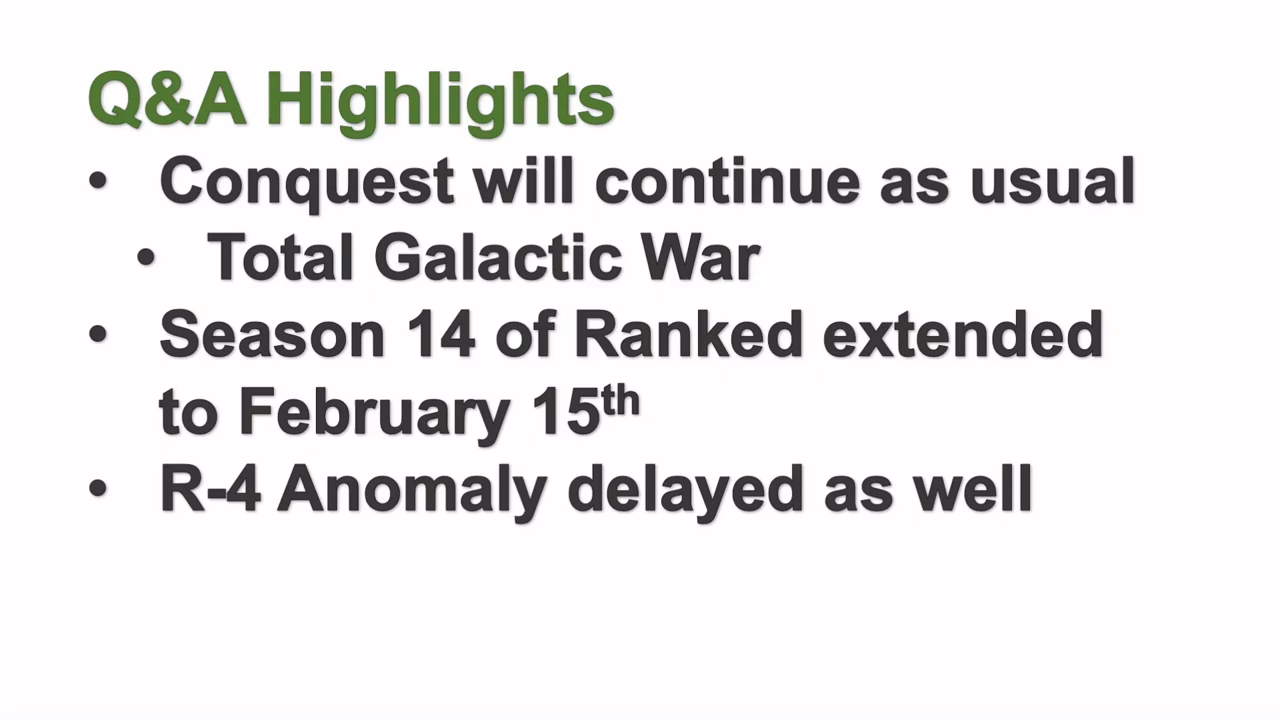 Q&A Highlights
• Conquest will continue as usual
• Total Galactic War
• Season 14 of Ranked extended
to February 15th
• R-4 Anomaly delayed as well